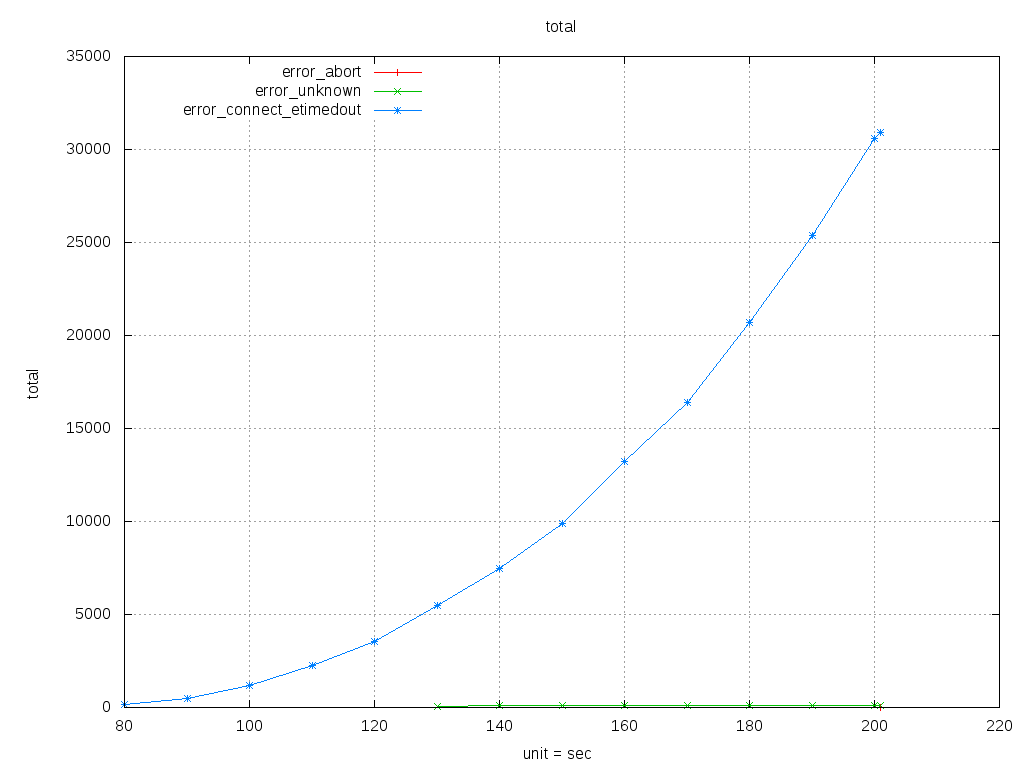 total
35000
30000
25000
20000
15000
10000
5000
0
total
error_abort
error_unknown
error_connect_etimedout
80 100 120 140 160 180 200 220
unit = sec